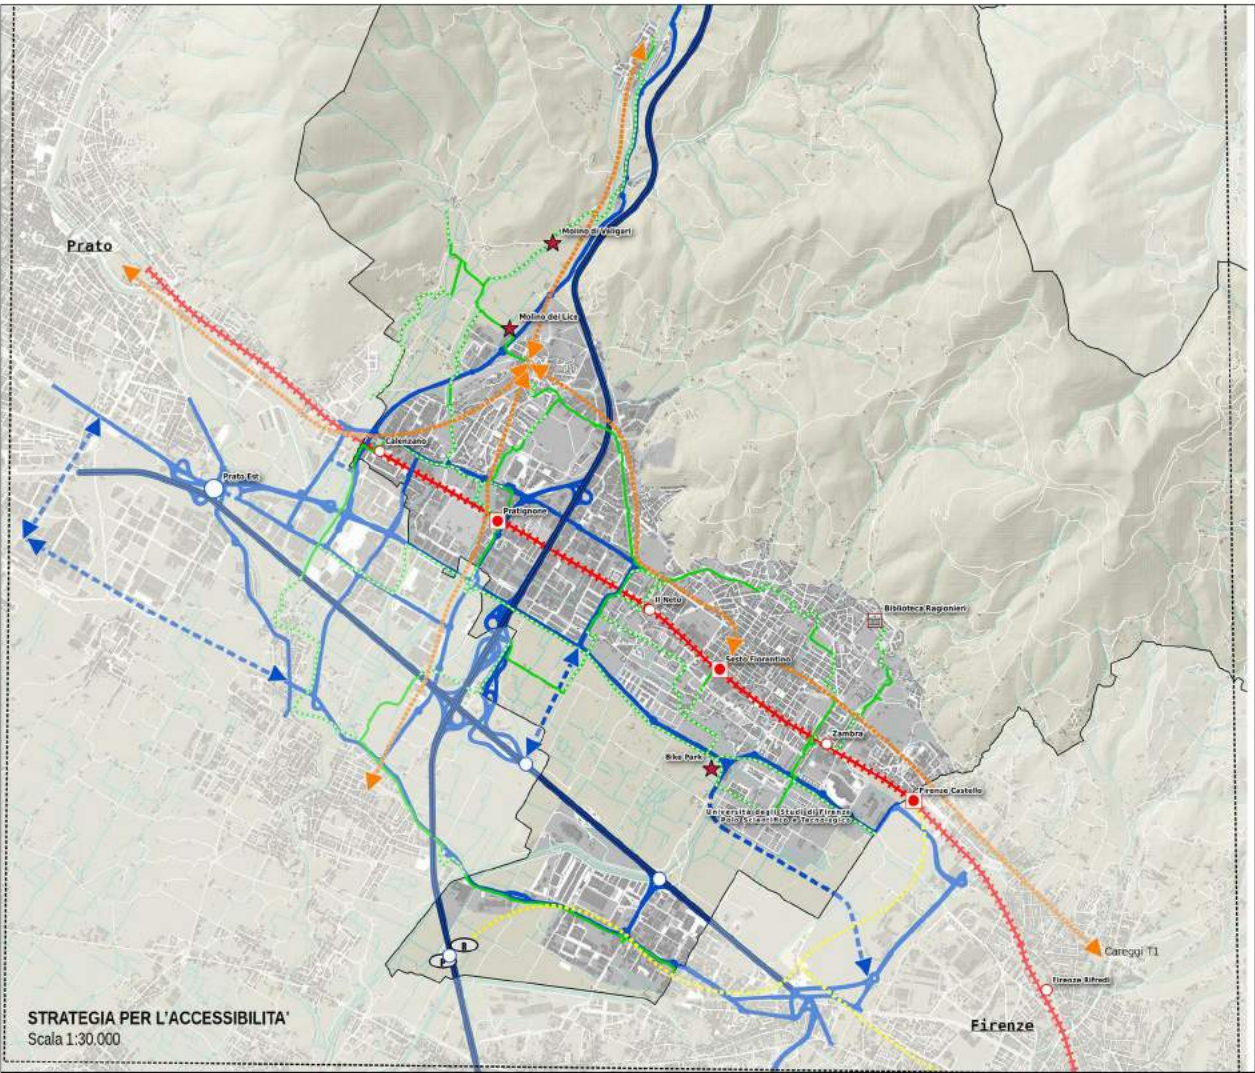 Molino di Valigari
Prato
Molino dei Lice
Calenzano
Prato Est
Pratignone
Il Neto
Biblioteca Ragionieri
Sesto Fiorentino
Zambra
Bike Park
Firenze Castello
Università degli Studi di Firenze
Polo Scientifico e Tecnologico
Careggi T1
Firenze Rifredi
STRATEGIA PER L'ACCESSIBILITA'
Scala 1:30.000
Firenze